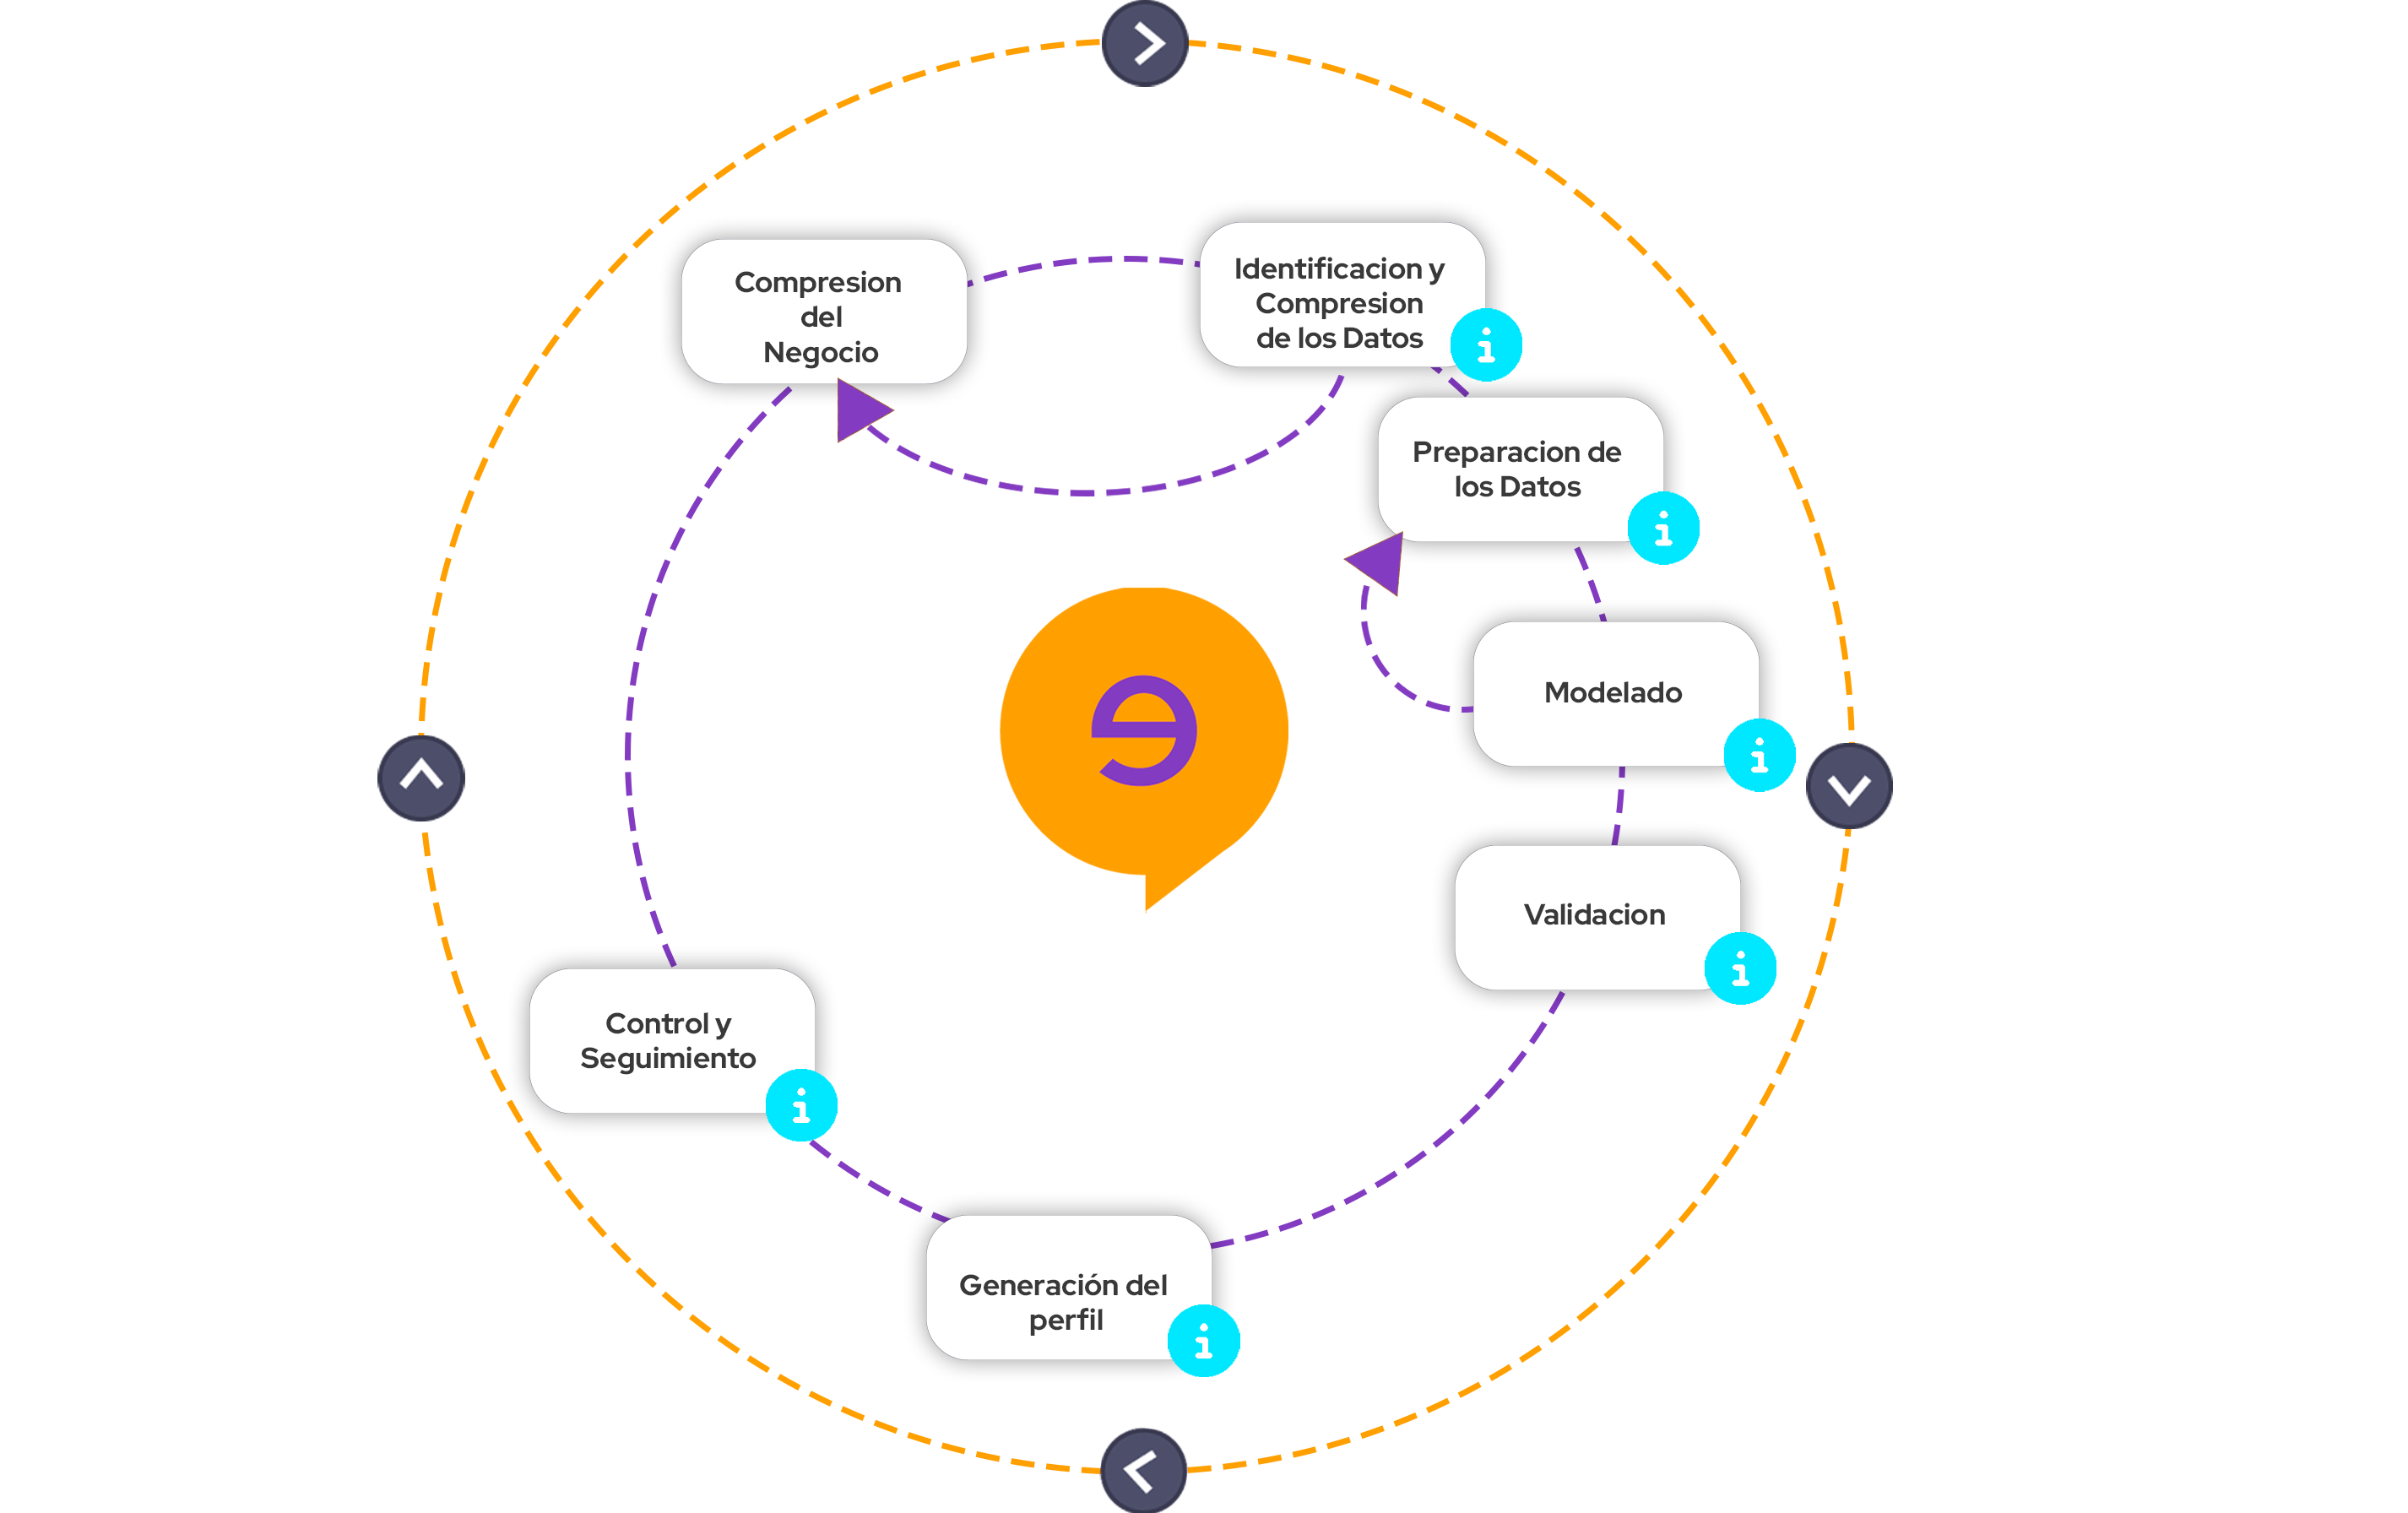 Compresion
del
Negocio
Identificacion y
Compresion
de los Datos
Preparacion de
los Datos
Modelado
Validacion
Control y
Seguimiento
Generación del
perfil